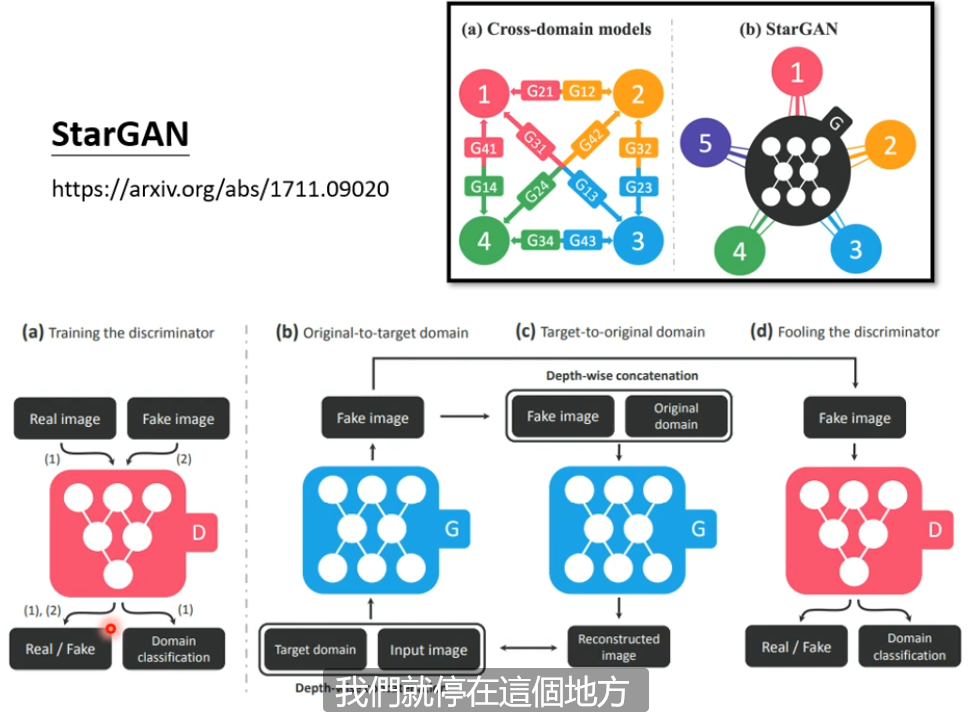 StarGAN
https://arxiv.org/abs/1711.09020
(a) Cross-domain models
(b) StarGAN
1
G21
G12
2
G41
G31
G42
G32
G14
G24
G13
G23
4
G34
G43
3
1
G
5
2
4
3
(a) Training the discriminator
(b) Original-to-target domain
(c) Target-to-original domain
(d) Fooling the discriminator
Depth-wise concatenation
Real image
Fake image
(1)
(2)
D
(1), (2)
(1)
Real / Fake
Domain
classification
Fake image
G
Target domain
Input image
Fake image
Original
domain
G
Reconstructed
image
Fake image
D
Real / Fake
Domain
classification
我們就停在這個地方